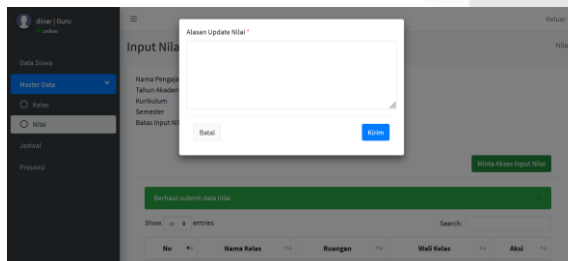 dinar | Guru
online
Keluar
Data Siswa
Master Data
Kelas
Nilai
Jadwal
Presensi
Input Nila
Nila
Nama Pengaja
Tahun Akadem
Kurikulum
Semester
Batas Input Nil
Alasan Update Nilai *
Batal
Kirim
Minta Akses Input Nilai
Berhasil submit data nilai
Show 10 entries
Search:
No
Nama Kelas
Ruangan
Wali Kelas
Aksi